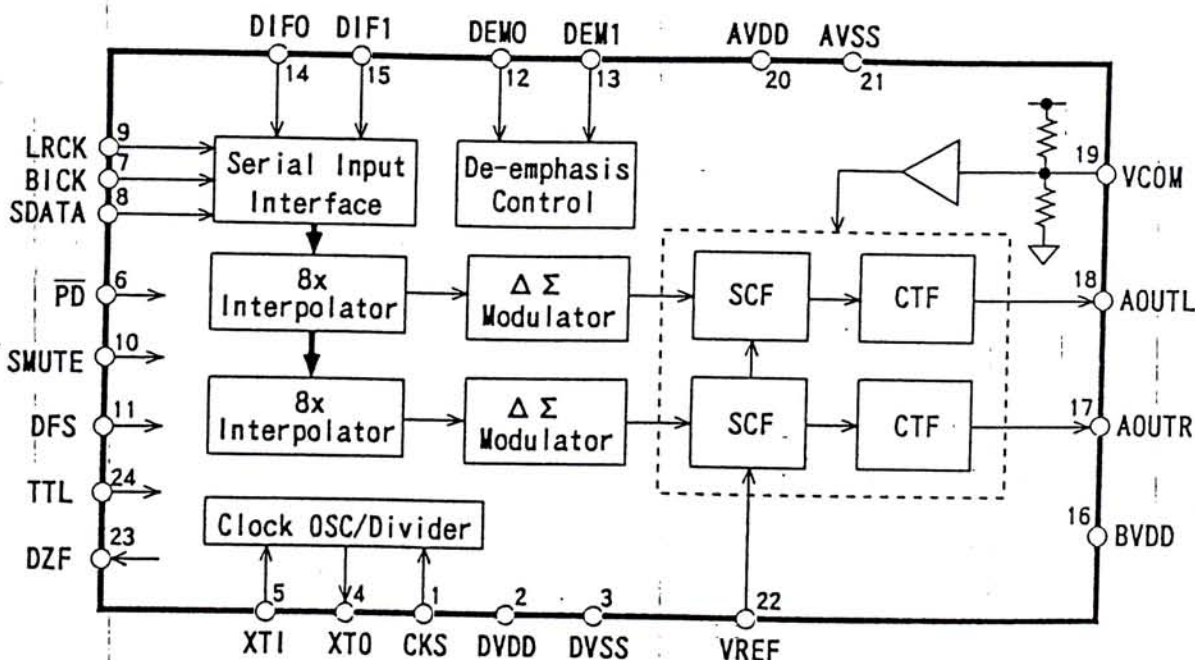 DIF0 DIF1 DEM0 DEM1 AVDD AVSS
14 15 12 13 20 21
LRCK 9
BICK 7
SDATA 8
Serial Input
Interface
De-emphasis
Control
19 VCOM
PD 6
8x
Interpolator
Δ Σ
Modulator
SCF
CTF
18 AOUTL
SMUTE 10
DFS 11
8x
Interpolator
Δ Σ
Modulator
SCF
CTF
17 AOUTR
TTL 24
Clock OSC/Divider
DZF 23
16 BVDD
5 4 1 2 3 22
XTI XTO CKS DVDD DVSS VREF